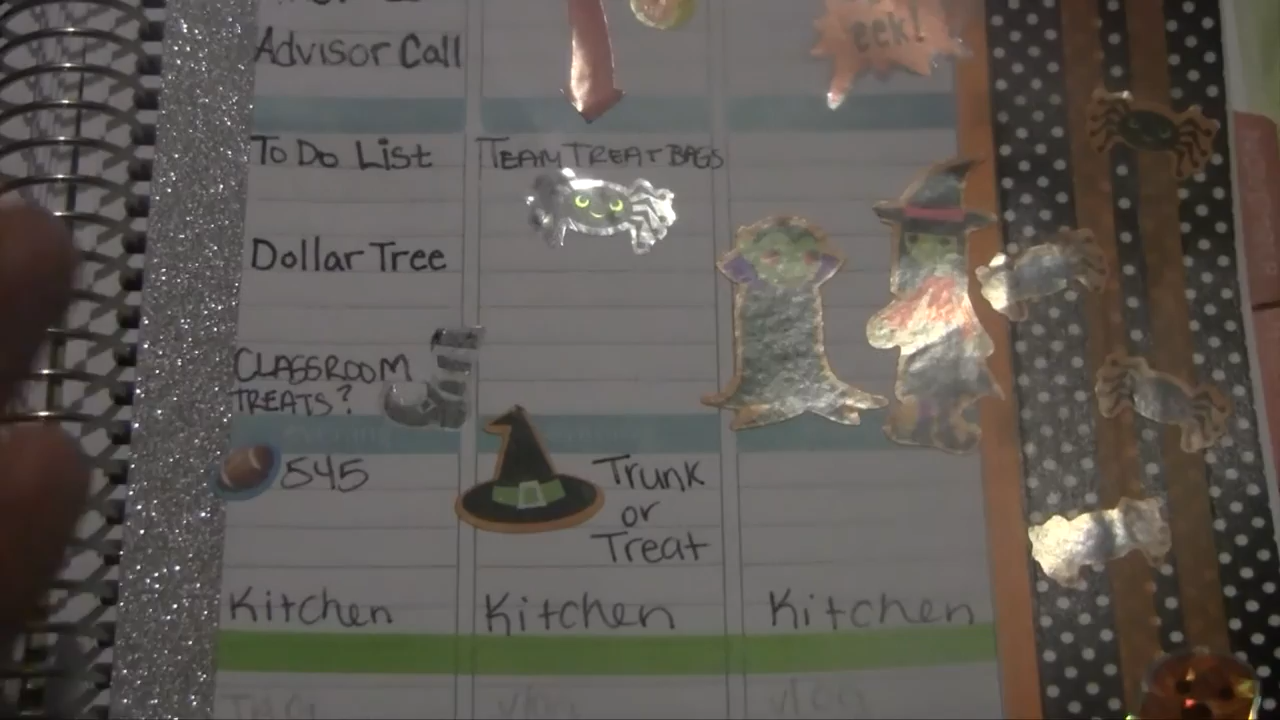 Advisor Call
eek!
To Do List
TEAM TREAT BAGS
Dollar Tree
CLASSROOM
TREATS?
545
Trunk
or
Treat
Kitchen
Kitchen
Kitchen